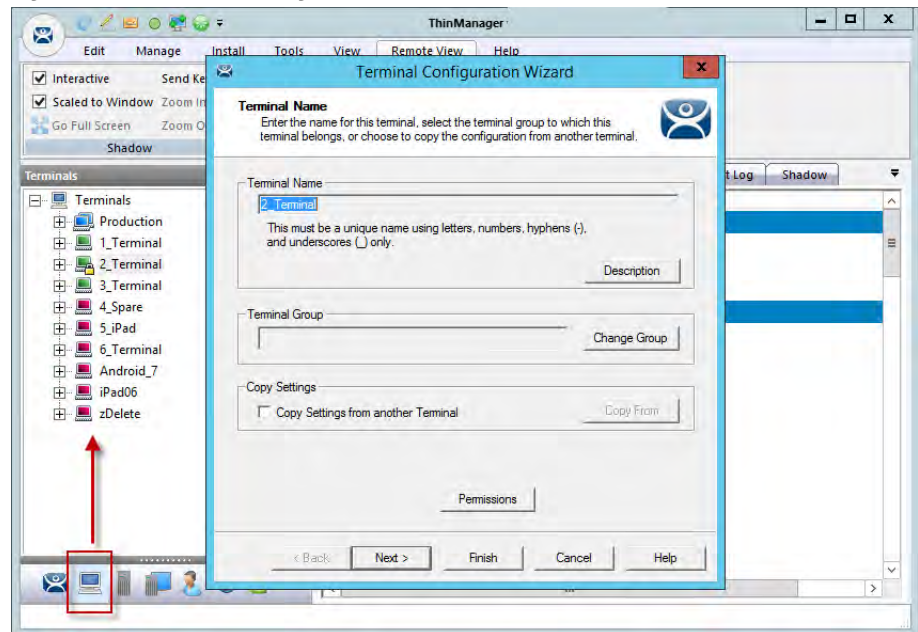 ThinManager
Edit Manage Install Tools View Remote View Help
Interactive Send Ke
Scaled to Window Zoom In
Go Full Screen Zoom O
Shadow
Terminal Configuration Wizard
x
Terminal Name
Enter the name for this terminal, select the terminal group to which this
terminal belongs, or choose to copy the configuration from another terminal.
Terminals
t Log Shadow
Terminals
Production
1_Terminal
2_Terminal
3_Terminal
4_Spare
5_iPad
6_Terminal
Android_7
iPad06
zDelete
Terminal Name
2_Terminal
This must be a unique name using letters, numbers, hyphens (-),
and underscores (_) only.
Description
Terminal Group
Change Group
Copy Settings
Copy Settings from another Terminal
Copy From
Permissions
< Back Next > Finish Cancel Help